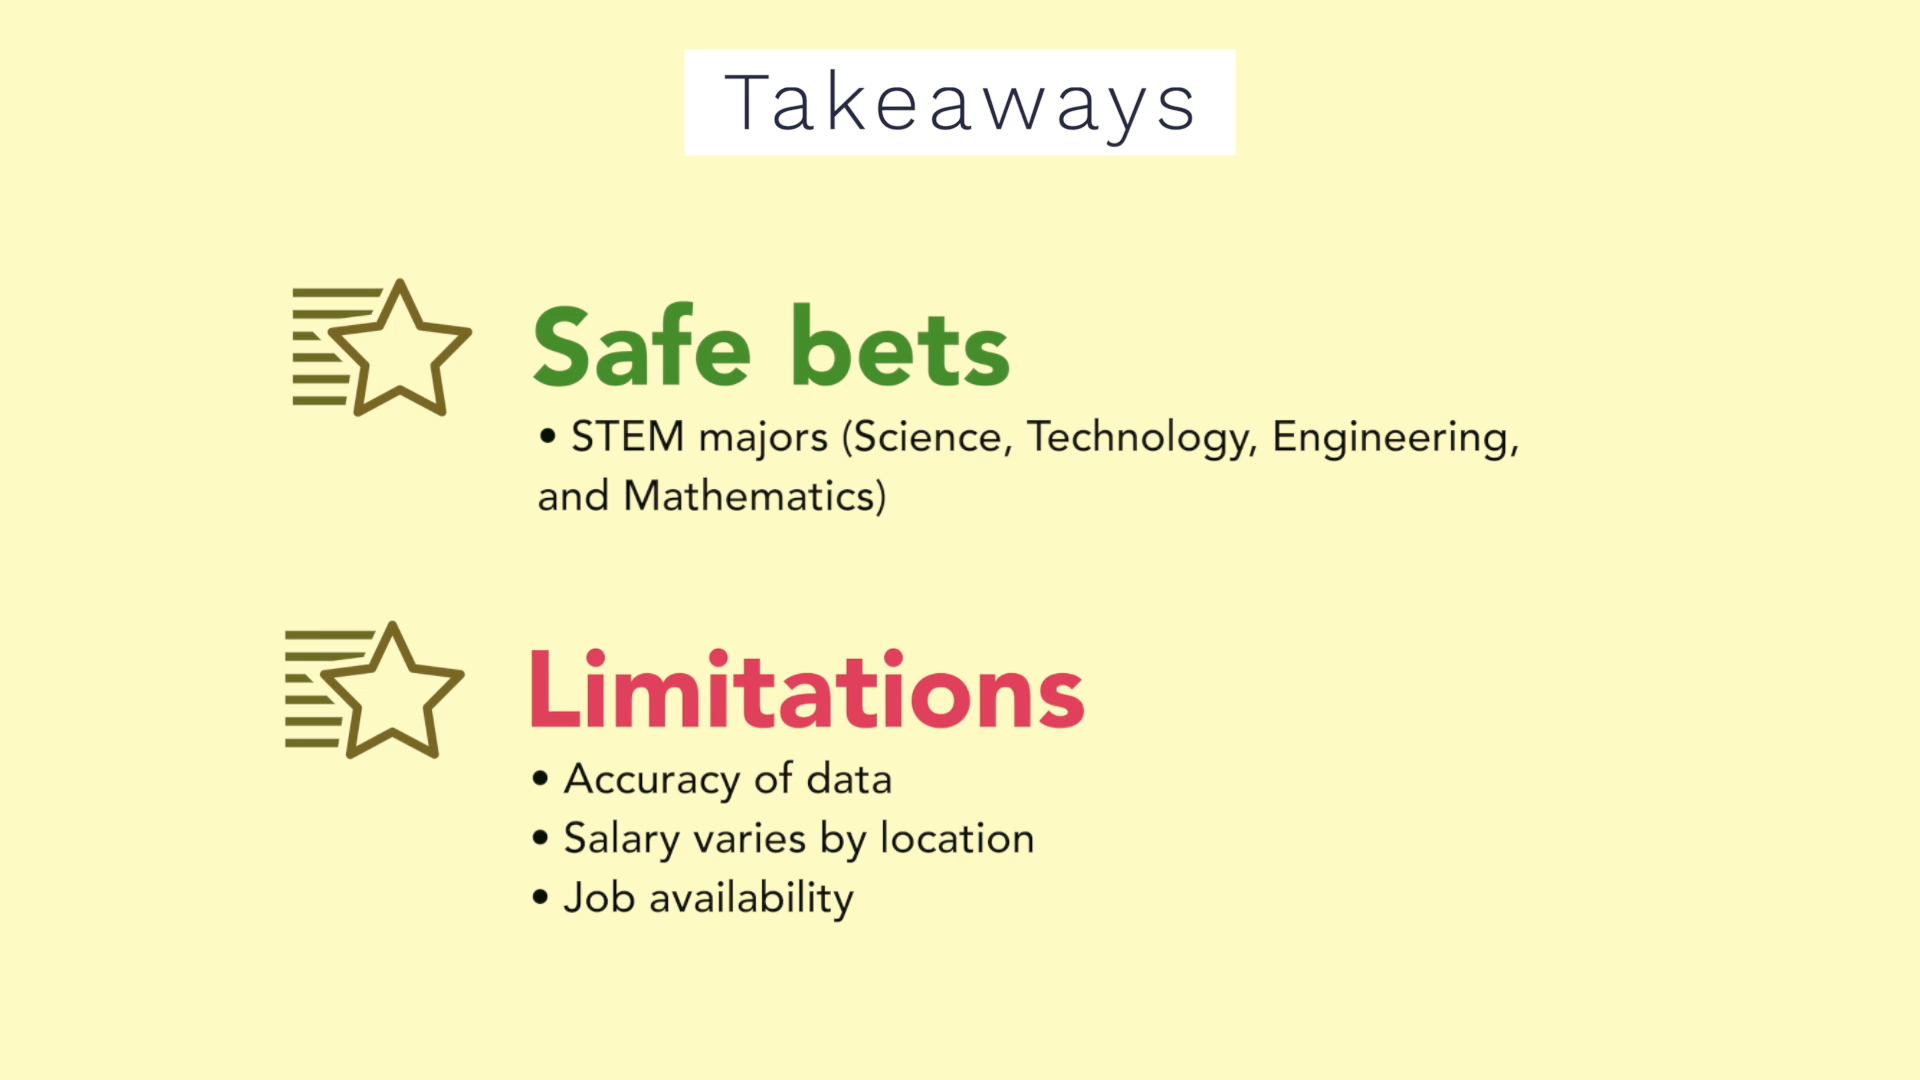 Takeaways
Safe bets
• STEM majors (Science, Technology, Engineering,
and Mathematics)
Limitations
• Accuracy of data
• Salary varies by location
• Job availability